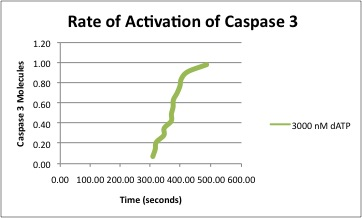 Rate of Activation of Caspase 3
Caspase 3 Molecules
1.20
1.00
0.80
0.60
0.40
0.20
0.00
0.00 100.00 200.00 300.00 400.00 500.00 600.00
Time (seconds)
3000 nM dATP